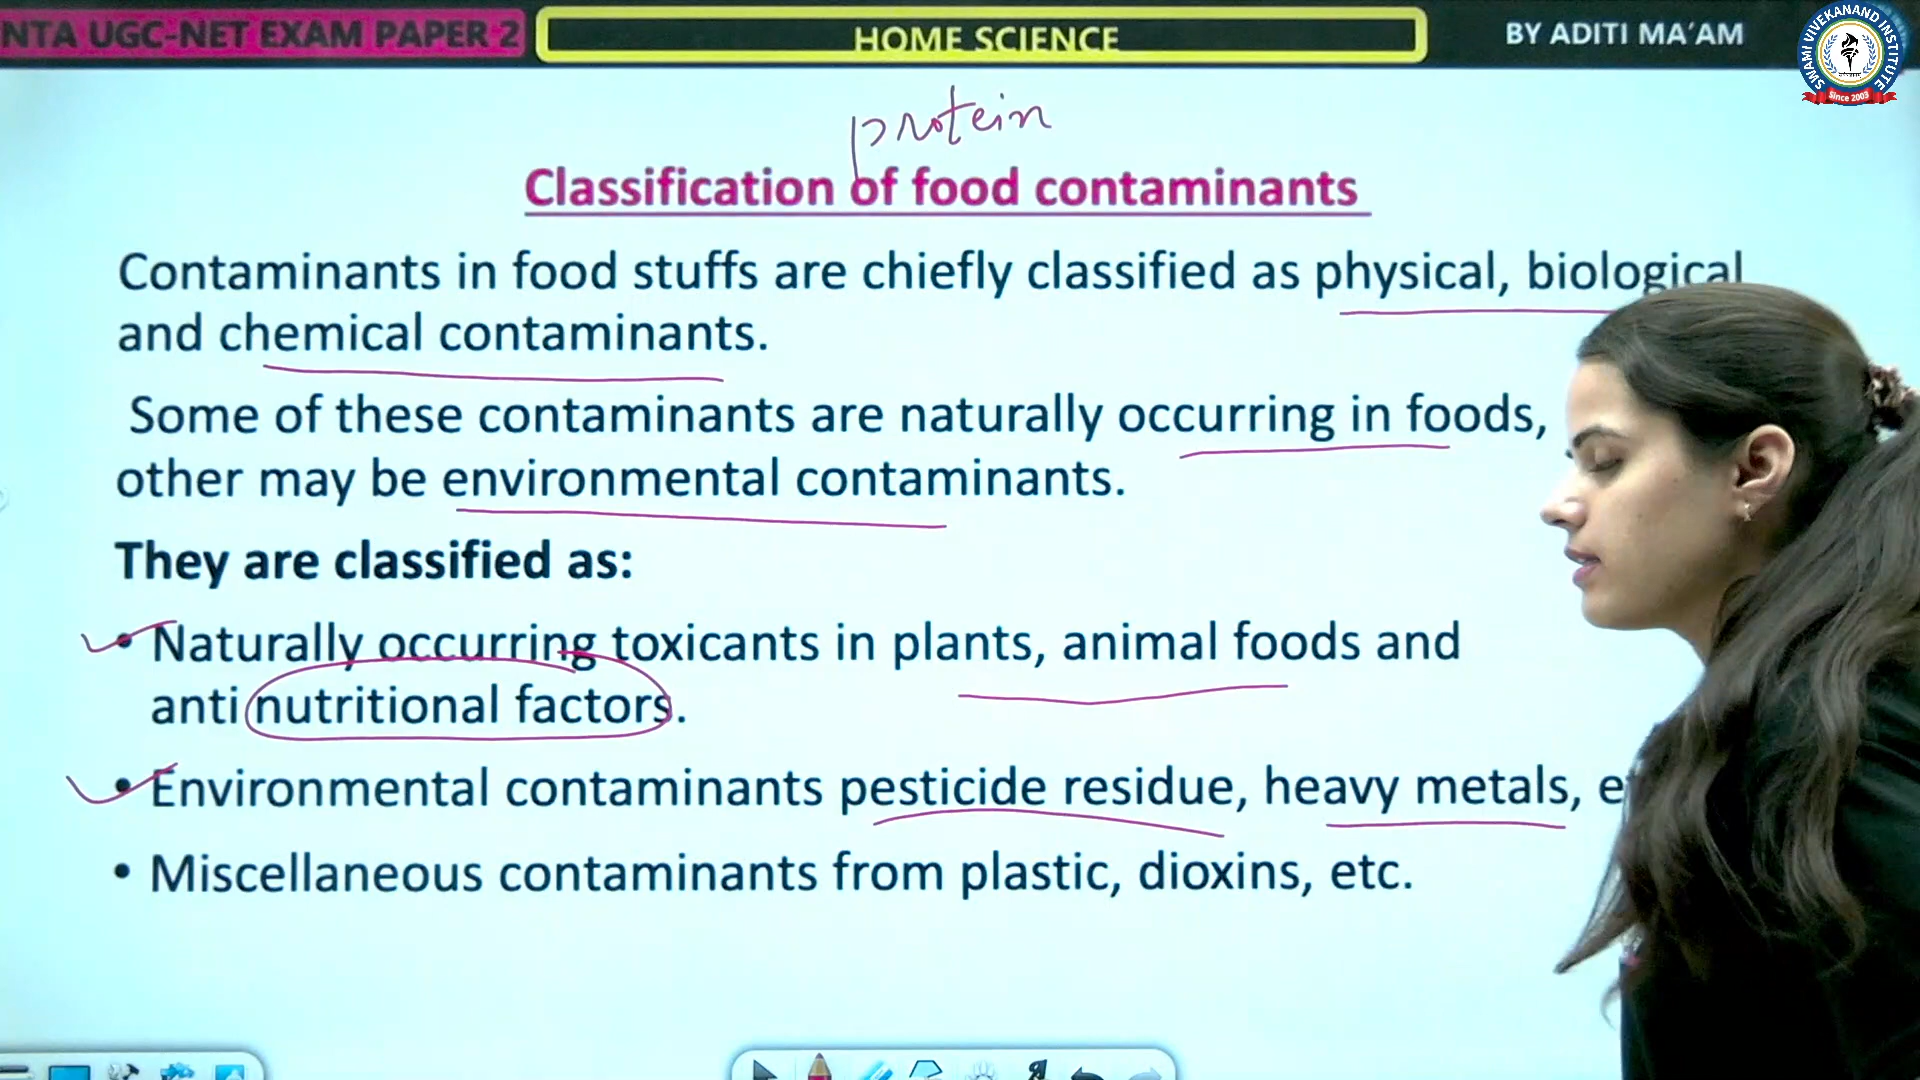 NTA UGC-NET EXAM PAPER 2
HOME SCIENCE
BY ADITI MA'AM
SWAMI VIVEKANAND INSTITUTE
Since 2003
protein
Classification of food contaminants
Contaminants in food stuffs are chiefly classified as physical, biological
and chemical contaminants.
Some of these contaminants are naturally occurring in foods,
other may be environmental contaminants.
They are classified as:
• Naturally occurring toxicants in plants, animal foods and
anti nutritional factors.
• Environmental contaminants pesticide residue, heavy metals,
• Miscellaneous contaminants from plastic, dioxins, etc.